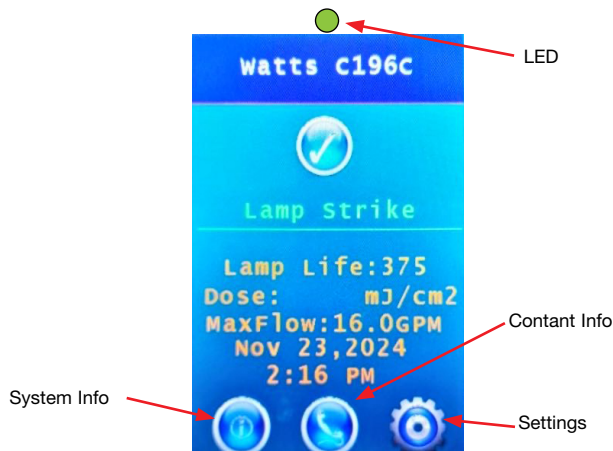 LED
Watts C196C
Lamp Strike
Lamp Life:375
Dose: mJ/cm2
MaxFlow:16.0GPM
Contant Info
Nov 23,2024
2:16 PM
System Info
Settings